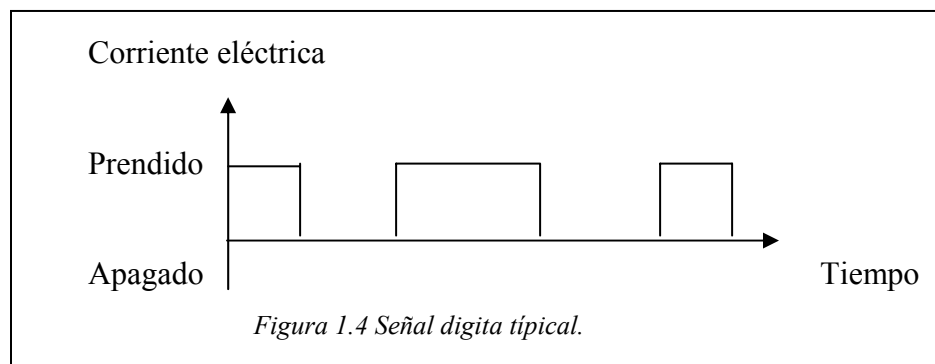 Corriente eléctrica
Prendido
Apagado
Tiempo
Figura 1.4 Señal digita típical.